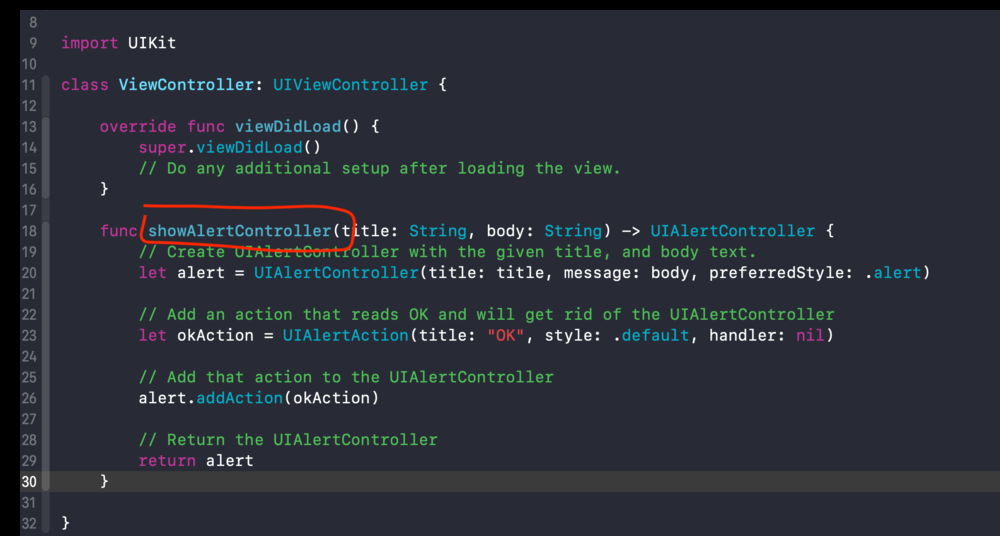 8
9 import UIKit
10
11 class ViewController: UIViewController {
12
13 override func viewDidLoad() {
14 super.viewDidLoad()
15 // Do any additional setup after loading the view.
16 }
17
18 func showAlertController(title: String, body: String) -> UIAlertController {
19 // Create UIAlertController with the given title, and body text.
20 let alert = UIAlertController(title: title, message: body, preferredStyle: .alert)
21
22 // Add an action that reads OK and will get rid of the UIAlertController
23 let okAction = UIAlertAction(title: "OK", style: .default, handler: nil)
24
25 // Add that action to the UIAlertController
26 alert.addAction(okAction)
27
28 // Return the UIAlertController
29 return alert
30 }
31
32 }